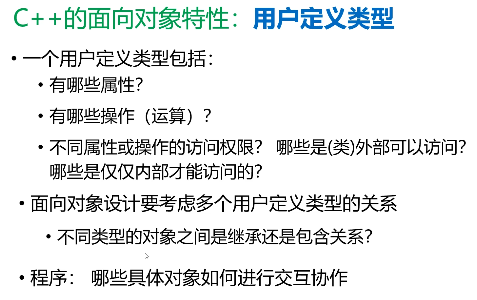 C++的面向对象特性：用户定义类型
• 一个用户定义类型包括：
• 有哪些属性？
• 有哪些操作（运算）？
• 不同属性或操作的访问权限？ 哪些是(类)外部可以访问？
哪些是仅仅内部才能访问的？
• 面向对象设计要考虑多个用户定义类型的关系
• 不同类型的对象之间是继承还是包含关系？
• 程序： 哪些具体对象如何进行交互协作